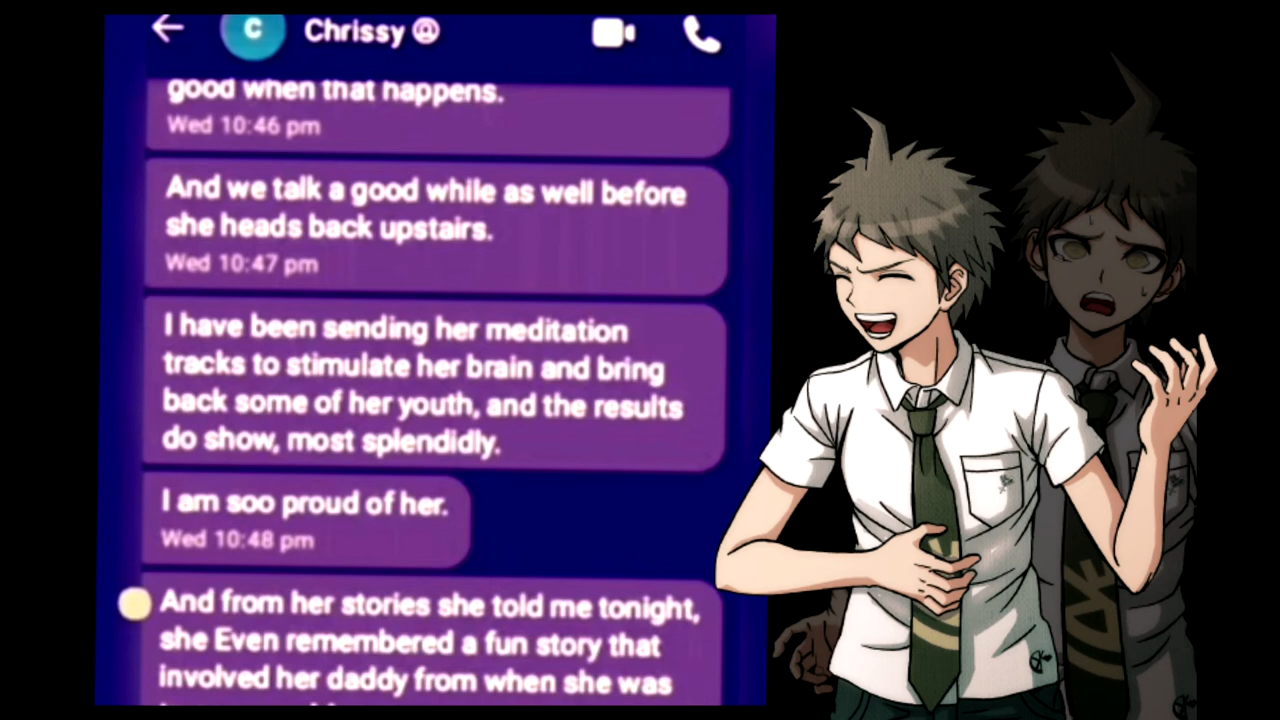 C Chrissy
good when that happens.
Wed 10:46 pm
And we talk a good while as well before
she heads back upstairs.
Wed 10:47 pm
I have been sending her meditation
tracks to stimulate her brain and bring
back some of her youth, and the results
do show, most splendidly.
I am soo proud of her.
Wed 10:48 pm
And from her stories she told me tonight,
she Even remembered a fun story that
involved her daddy from when she was